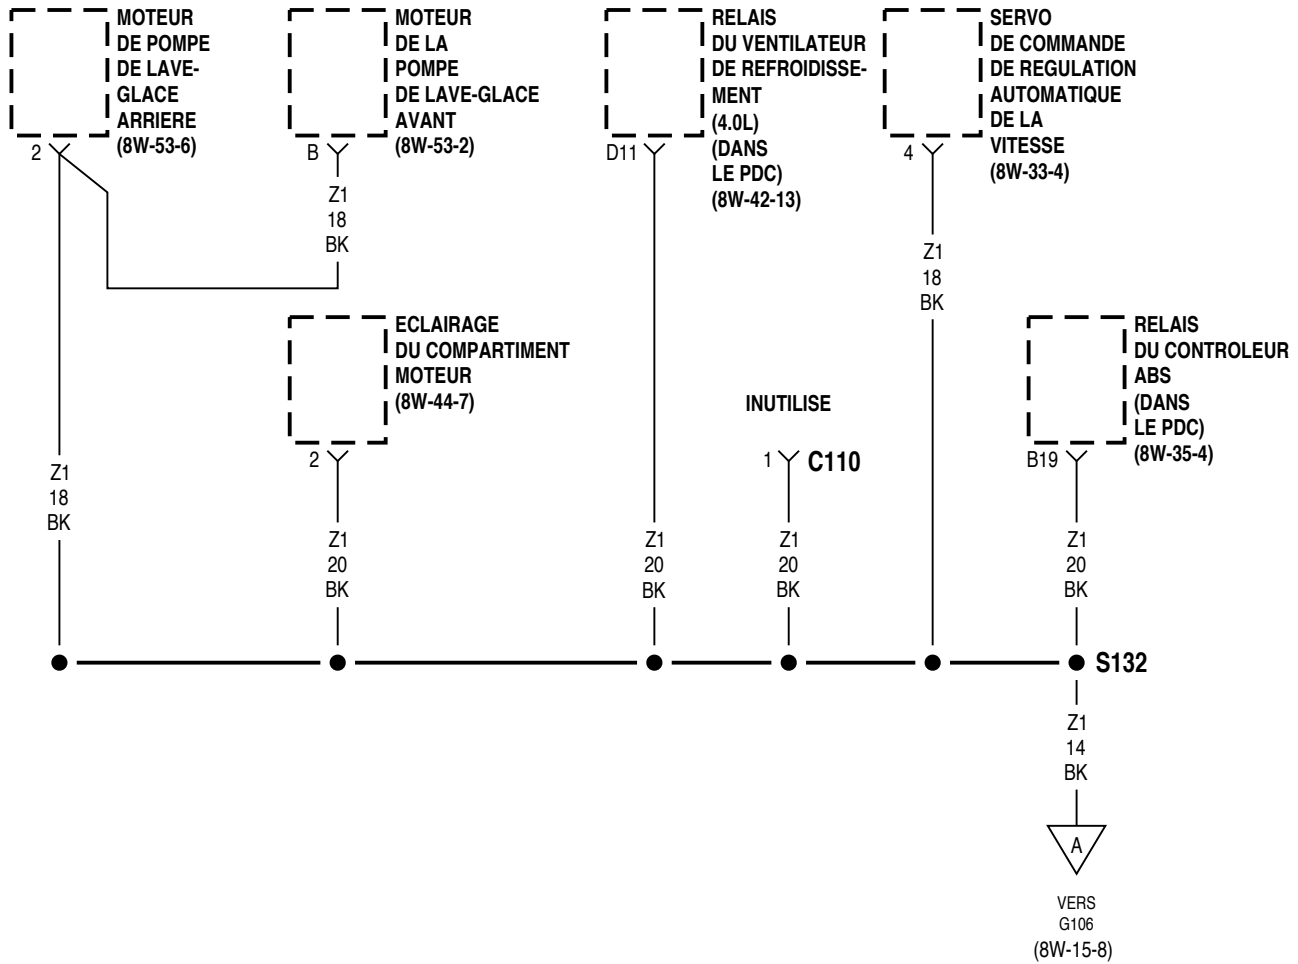 MOTEUR
DE POMPE
DE LAVE-
GLACE
ARRIERE
(8W-53-6)
2
MOTEUR
DE LA
POMPE
DE LAVE-GLACE
AVANT
(8W-53-2)
B
Z1
18
BK
RELAIS
DU VENTILATEUR
DE REFROIDISSE-
MENT
(4.0L)
(DANS
LE PDC)
(8W-42-13)
D11
SERVO
DE COMMANDE
DE REGULATION
AUTOMATIQUE
DE LA
VITESSE
(8W-33-4)
4
Z1
18
BK
ECLAIRAGE
DU COMPARTIMENT
MOTEUR
(8W-44-7)
2
INUTILISE
1
C110
RELAIS
DU CONTROLEUR
ABS
(DANS
LE PDC)
(8W-35-4)
B19
Z1
18
BK
Z1
20
BK
Z1
20
BK
Z1
20
BK
Z1
20
BK
S132
Z1
14
BK
A
VERS
G106
(8W-15-8)